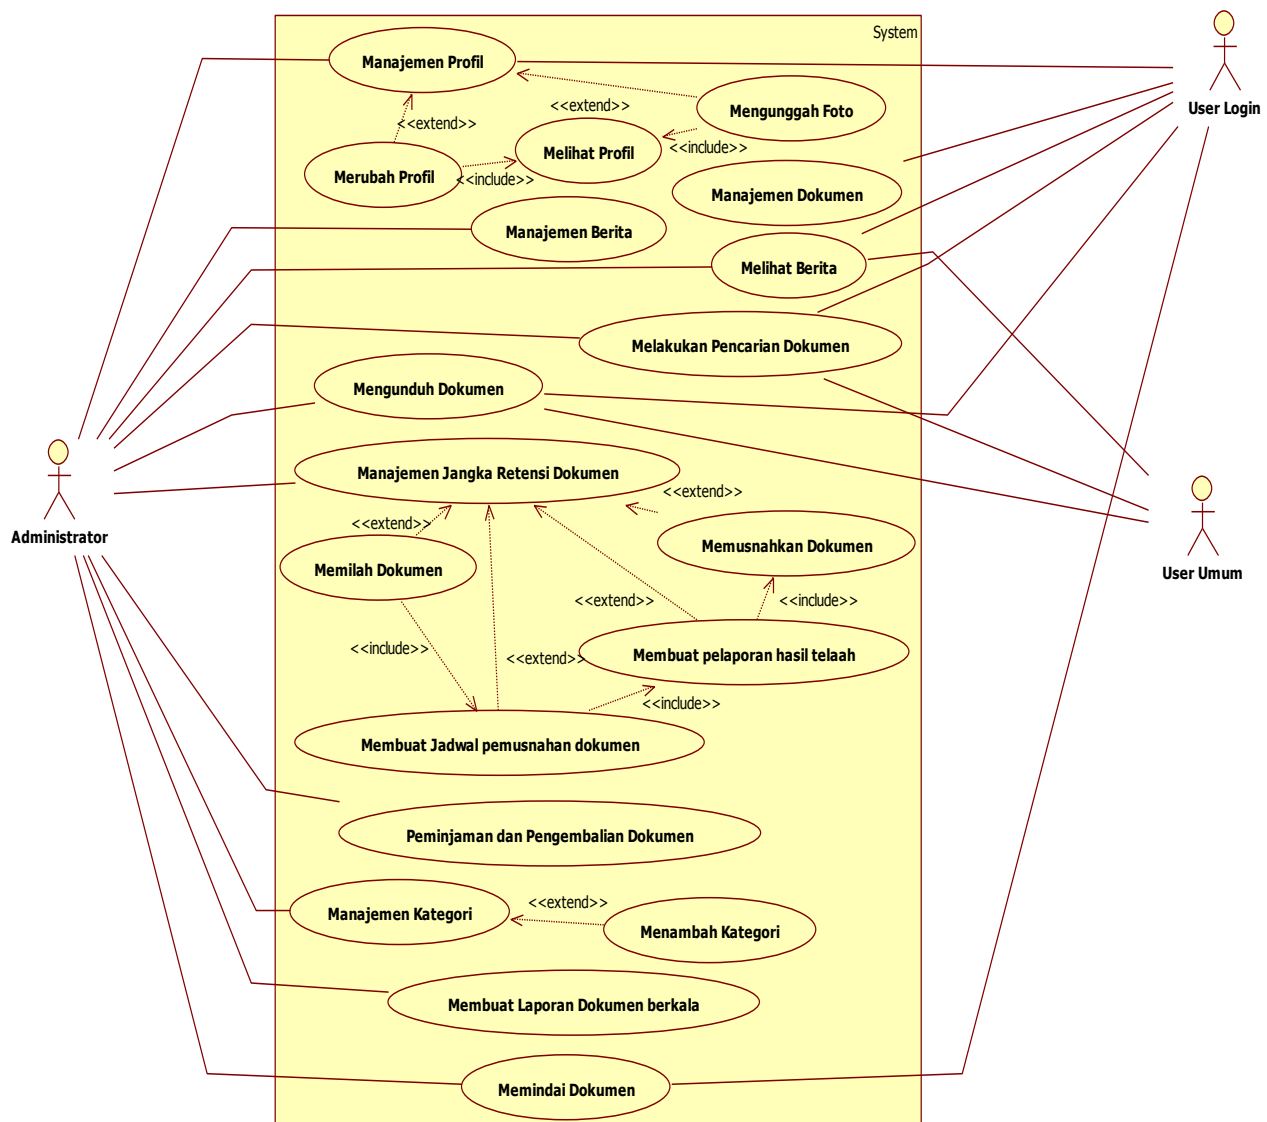 System
Manajemen Profil
Mengunggah Foto
<<extend>>
User Login
<<extend>>
Melihat Profil
<<include>>
Merubah Profil
<<include>>
Manajemen Dokumen
Manajemen Berita
Melihat Berita
Melakukan Pencarian Dokumen
Mengunduh Dokumen
Manajemen Jangka Retensi Dokumen
<<extend>>
<<extend>>
Administrator
Memusnahkan Dokumen
Memilah Dokumen
User Umum
<<extend>>
<<include>>
<<include>>
<<extend>>
Membuat pelaporan hasil telaah
<<include>>
Membuat Jadwal pemusnahan dokumen
Peminjaman dan Pengembalian Dokumen
Manajemen Kategori
<<extend>>
Menambah Kategori
Membuat Laporan Dokumen berkala
Memindai Dokumen